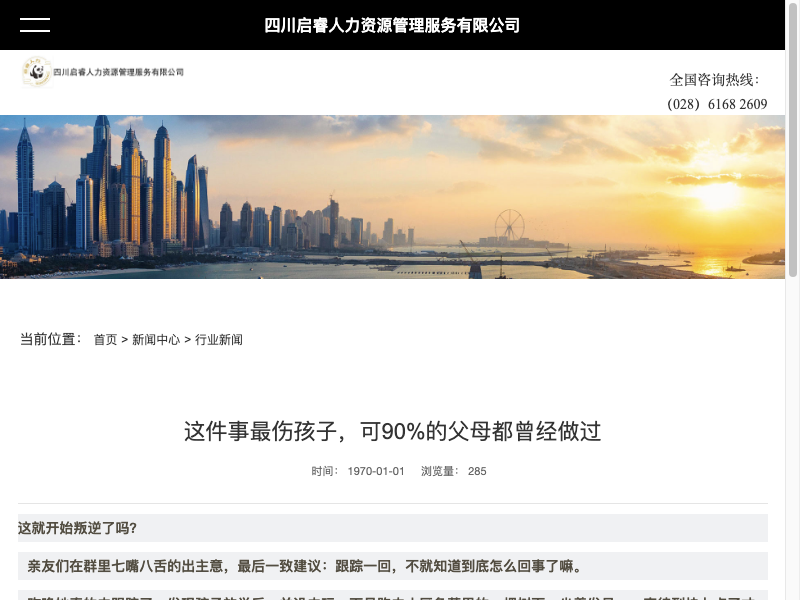 四川启睿人力资源管理服务有限公司
四川启睿人力资源管理服务有限公司
全国咨询热线：
（028）6168 2609
当前位置： 首页 > 新闻中心 > 行业新闻
这件事最伤孩子，可90%的父母都曾经做过
时间： 1970-01-01 浏览量： 285
这就开始叛逆了吗？
亲友们在群里七嘴八舌的出主意，最后一致建议：跟踪一回，不就知道到底怎么回事了嘛。